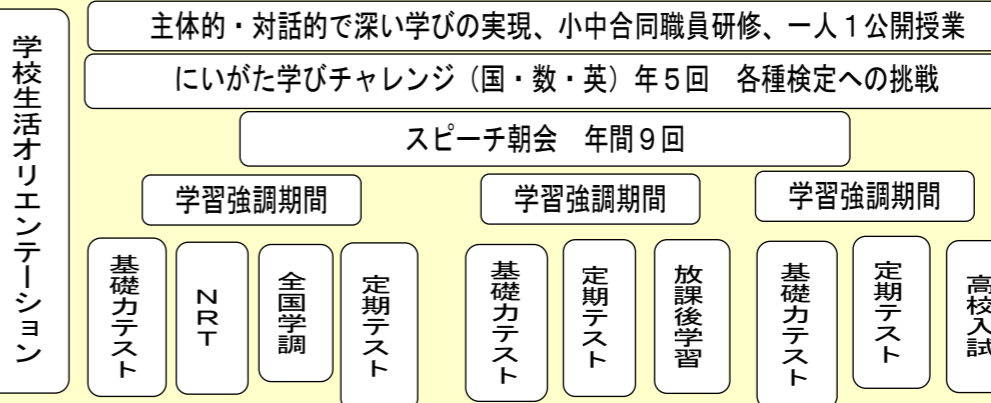 学校生活オリエンテーション
主体的・対話的で深い学びの実現、小中合同職員研修、一人１公開授業
にいがた学びチャレンジ（国・数・英）年５回　各種検定への挑戦
スピーチ朝会　年間９回
学習強調期間
学習強調期間
学習強調期間
基礎力テスト
ＮＲＴ
全国学調
定期テスト
基礎力テスト
定期テスト
放課後学習
基礎力テスト
定期テスト
高校入試